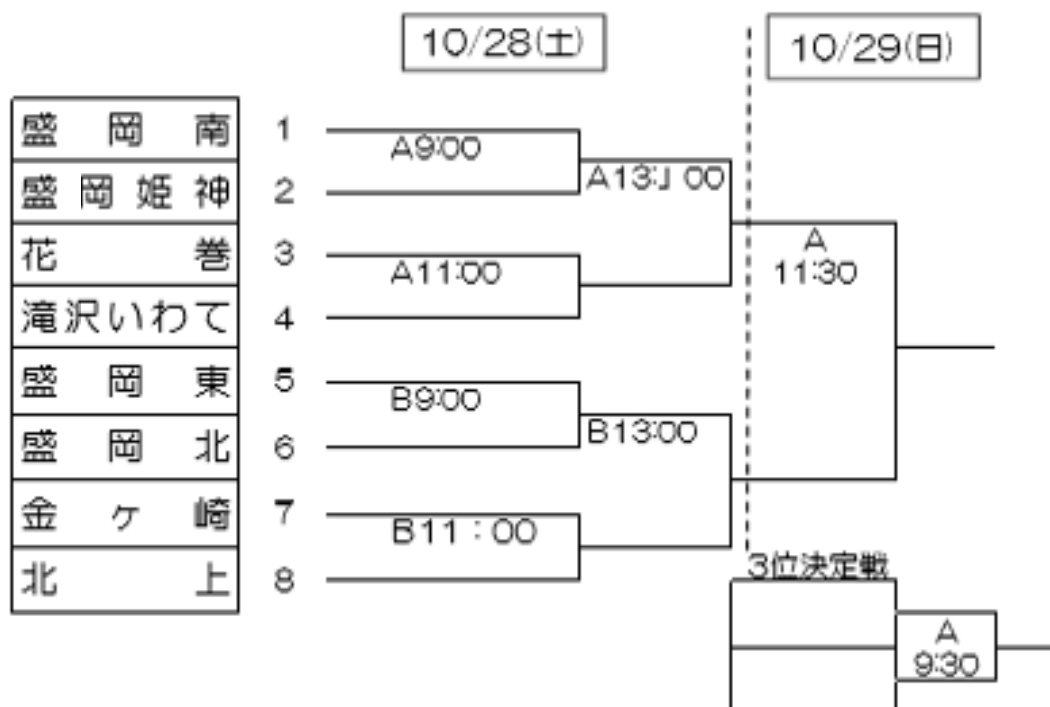 10/28(土) 10/29(日)
盛岡南 1
A9:00
盛岡姫神 2
A13:」00
花巻 3
A11:00
A
11:30
滝沢いわて 4
盛岡東 5
B9:00
盛岡北 6
B13:00
金ヶ崎 7
B11:00
北上 8
3位決定戦
A
9:30